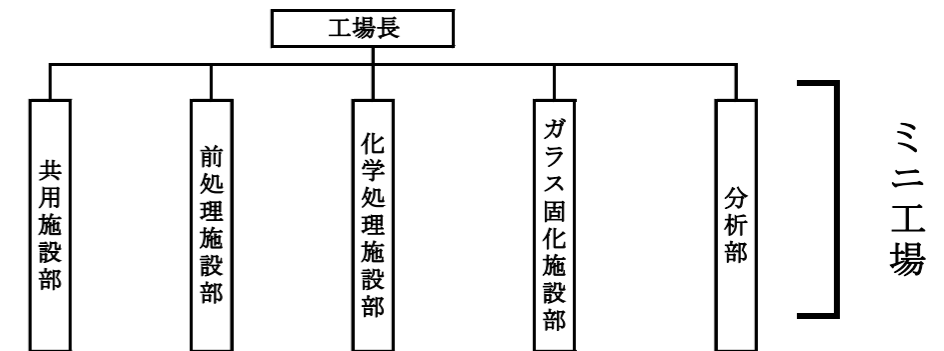 工場長
共用施設部
前処理施設部
化学処理施設部
ガラス固化施設部
分析部
ミニ工場